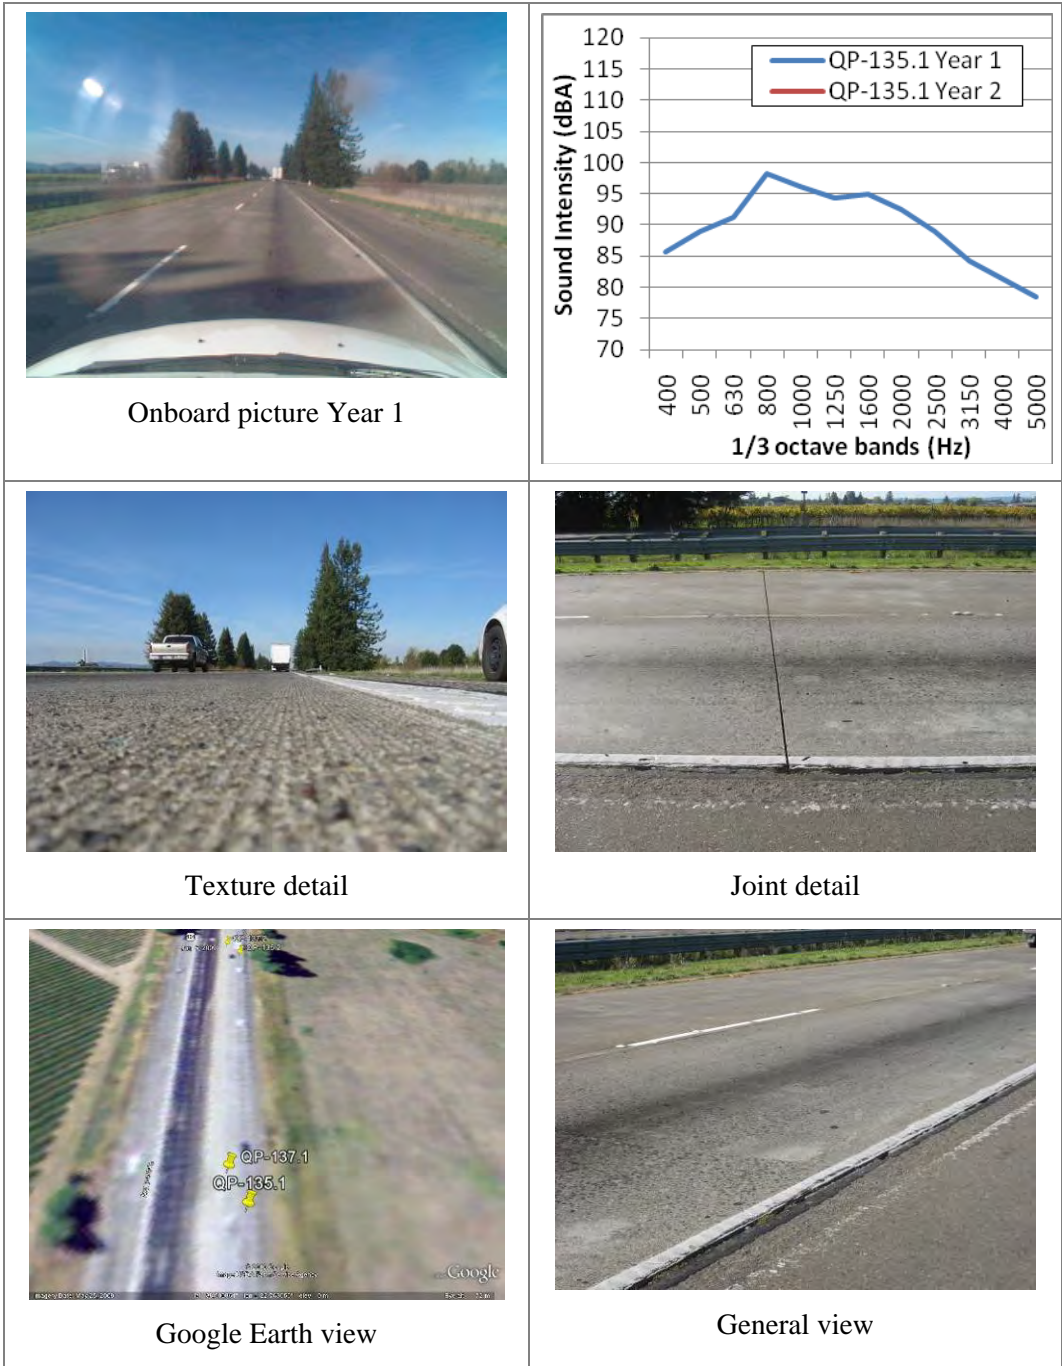 120
115
110
105
100
95
90
85
80
75
70
Sound Intensity (dBA)
QP-135.1 Year 1
QP-135.1 Year 2
400
500
630
800
1000
1250
1600
2000
2500
3150
4000
5000
1/3 octave bands (Hz)
Onboard picture Year 1
Texture detail
Joint detail
QP-137.1
QP-135.1
Google
Google Earth view
General view